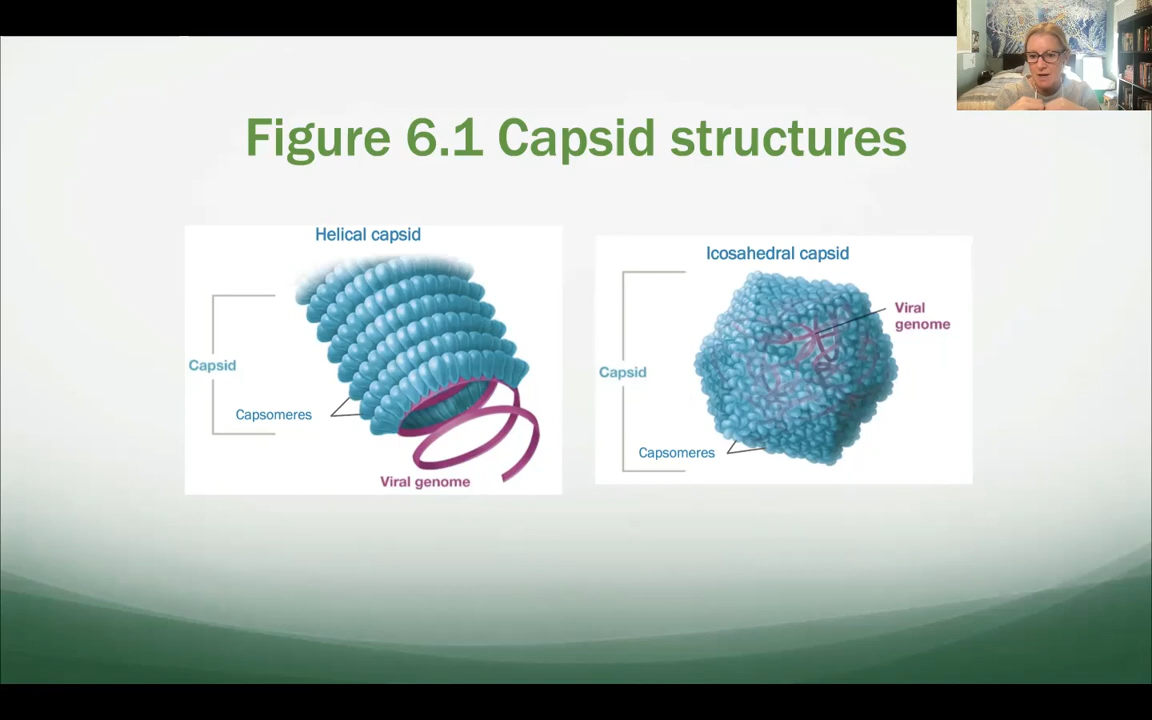 Figure 6.1 Capsid structures
Helical capsid
Capsid
Capsomeres
Viral genome
Icosahedral capsid
Viral
genome
Capsid
Capsomeres